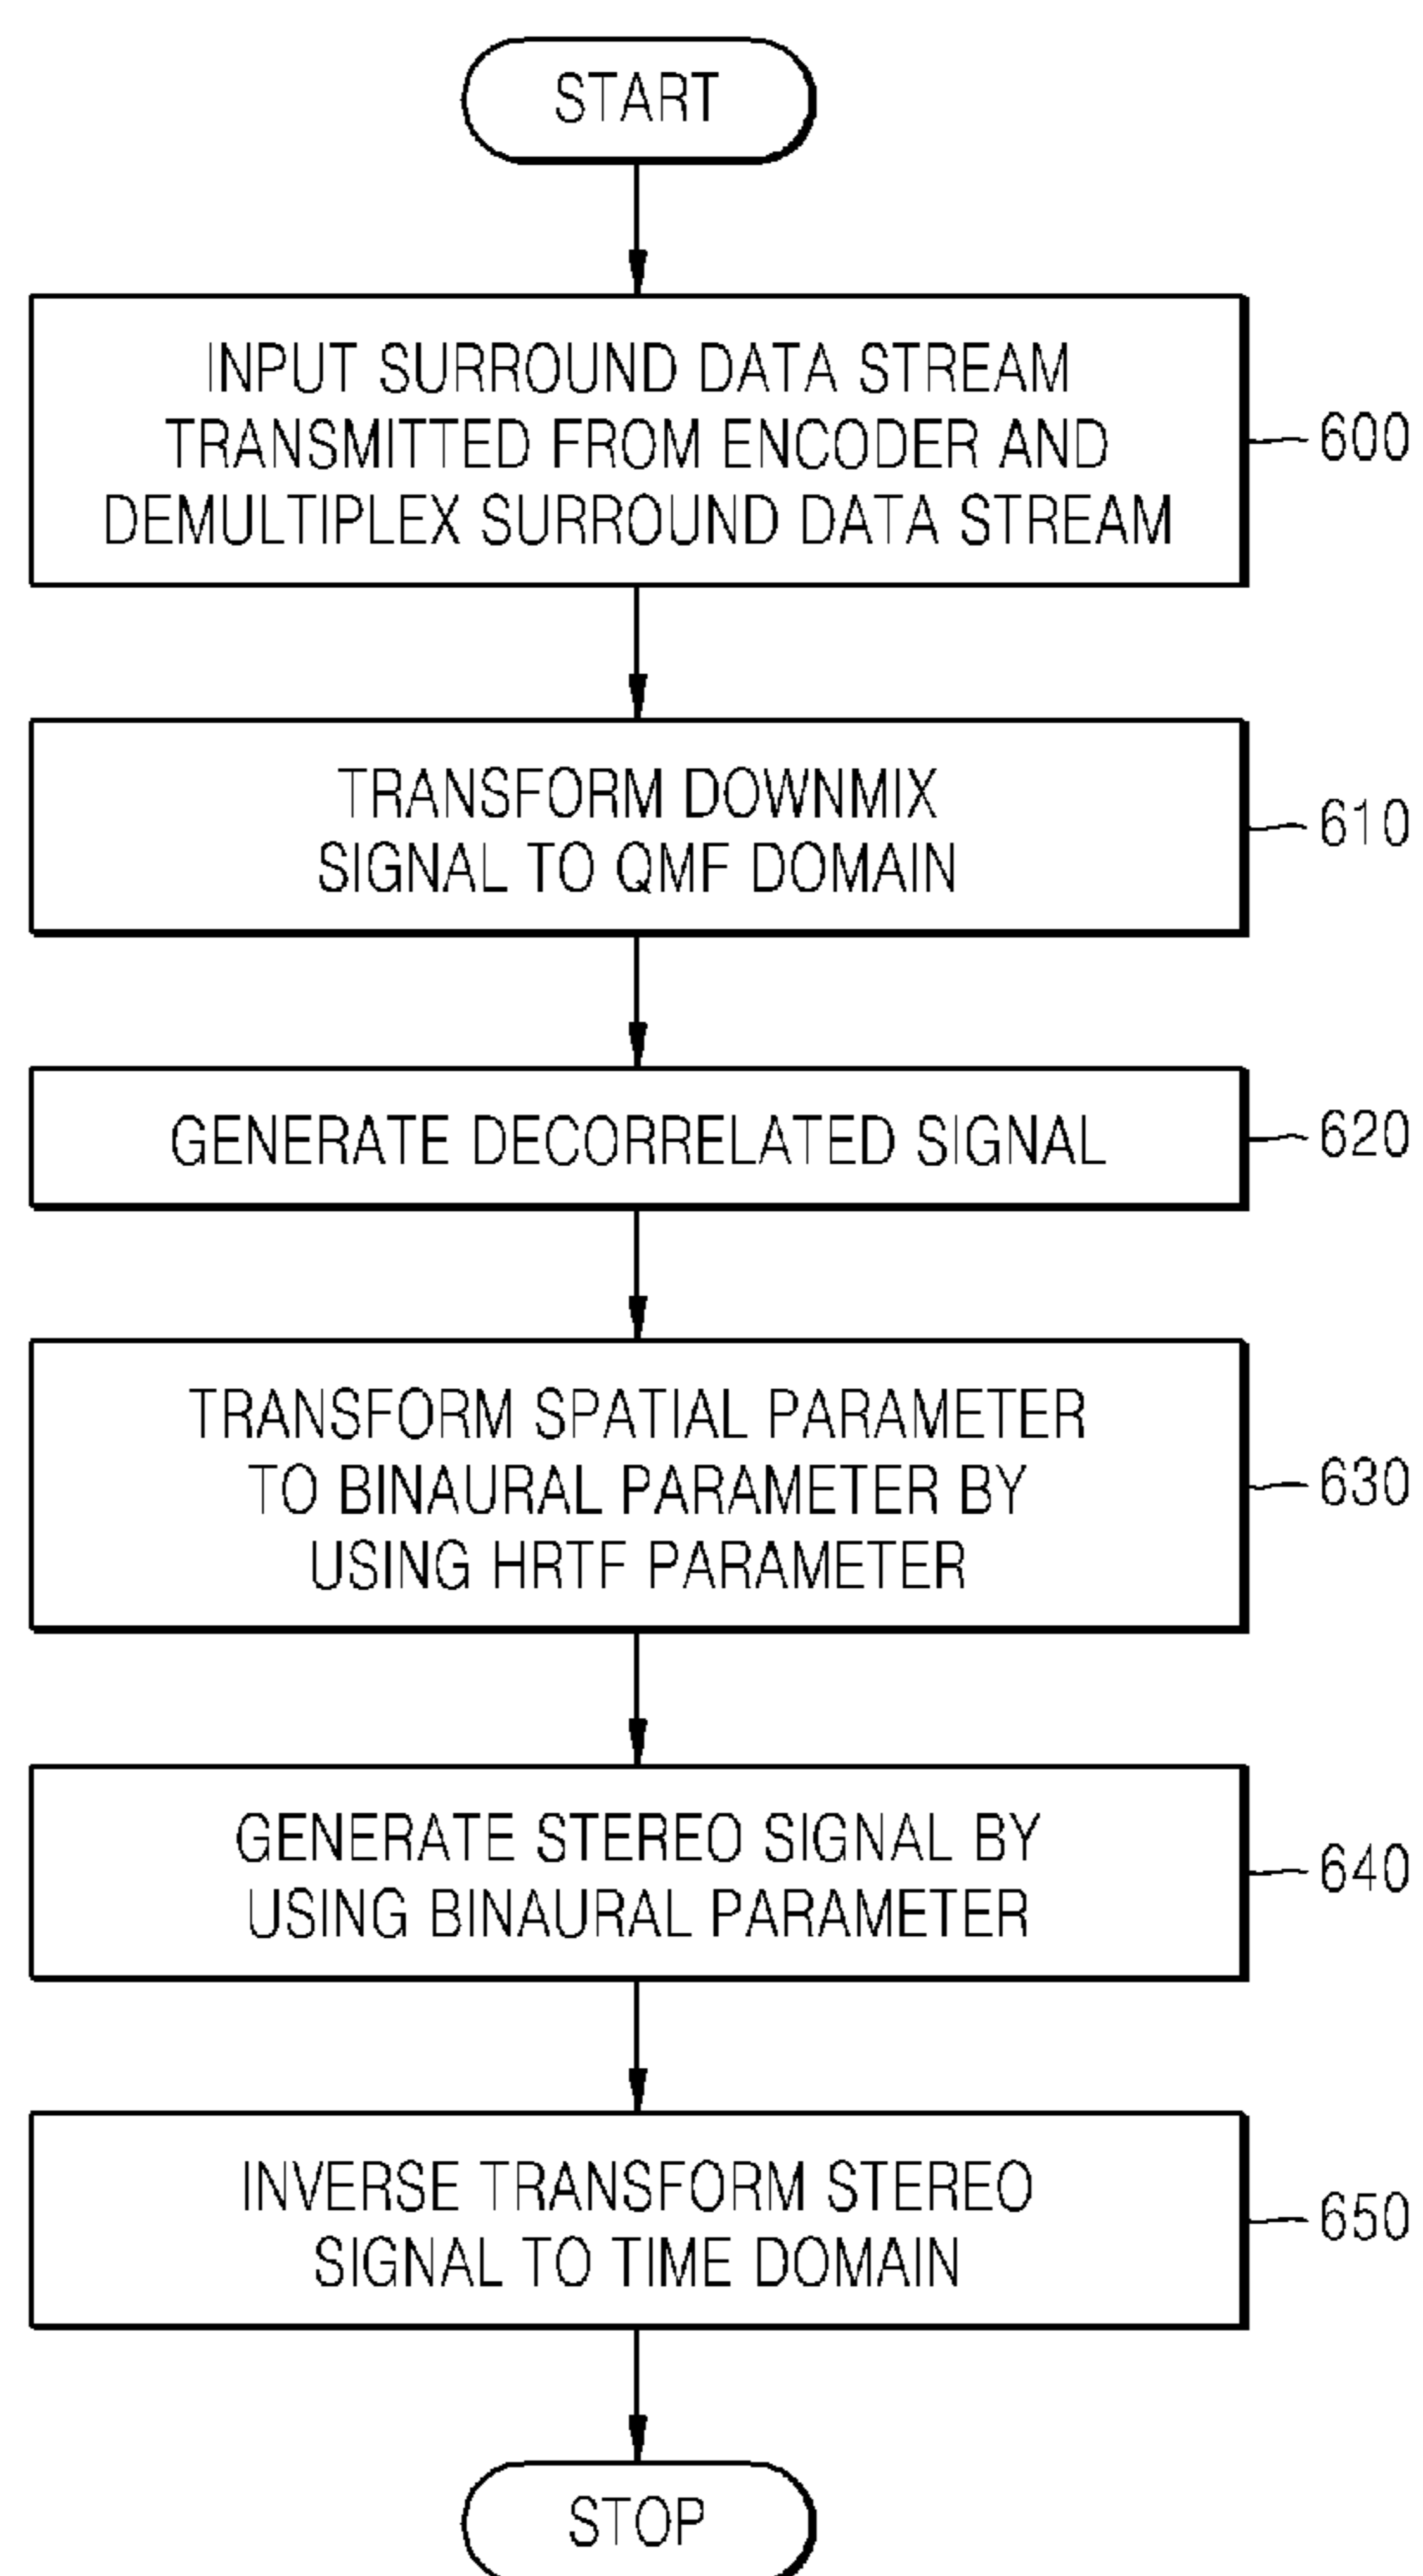 START
INPUT SURROUND DATA STREAM
TRANSMITTED FROM ENCODER AND
DEMULTIPLEX SURROUND DATA STREAM
600
TRANSFORM DOWNMIX
SIGNAL TO QMF DOMAIN
610
GENERATE DECORRELATED SIGNAL
620
TRANSFORM SPATIAL PARAMETER
TO BINAURAL PARAMETER BY
USING HRTF PARAMETER
630
GENERATE STEREO SIGNAL BY
USING BINAURAL PARAMETER
640
INVERSE TRANSFORM STEREO
SIGNAL TO TIME DOMAIN
650
STOP